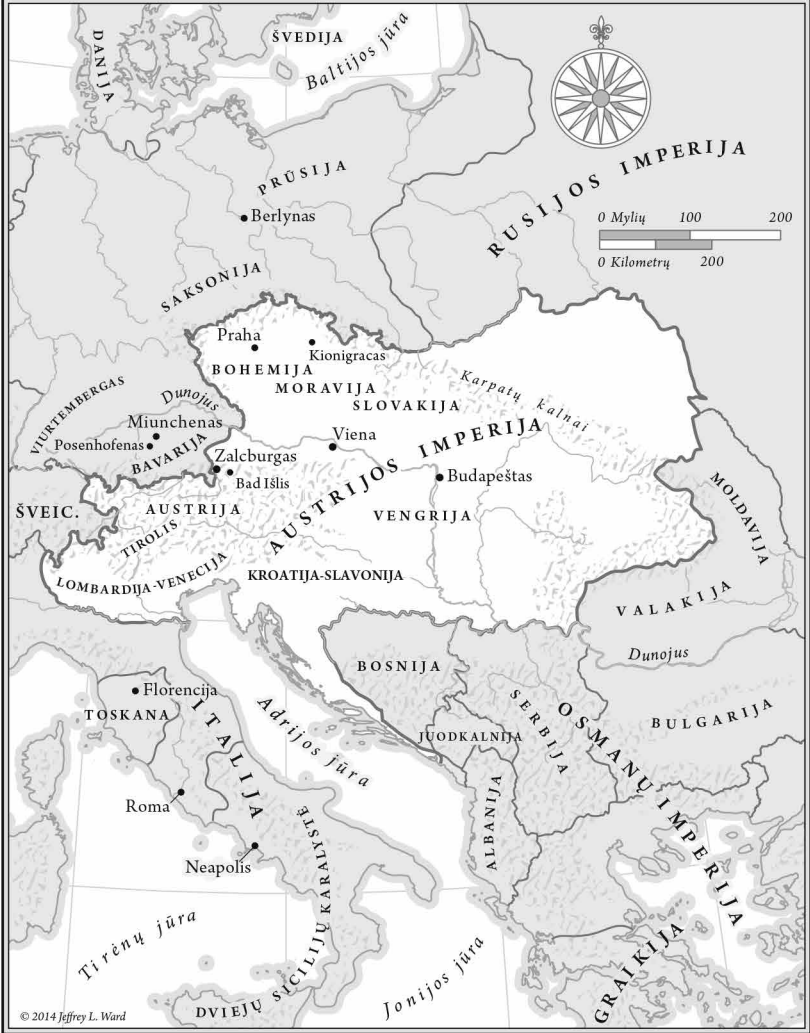 DANIJA
ŠVEDIJA
Baltijos jūra
PRŪSIJA
RUSIJOS IMPERIJA
Berlynas
0 Mylių 100 200
0 Kilometrų 200
SAKSONIJA
Praha
Kionigracas
BOHEMIJA
MORAVIJA
SLOVAKIJA
Karpatų kalnai
VIURTEMBERGAS
Dunojus
Miunchenas
Posenhofenas
BAVARIJA
Viena
Zalcburgas
Bad Išlis
AUSTRIJOS IMPERIJA
Budapeštas
ŠVEIC.
AUSTRIJA
TIROLIS
VENGRIJA
MOLDAVIJA
LOMBARDIJA-VENECIJA
KROATIJA-SLAVONIJA
VALAKIJA
Dunojus
BOSNIJA
Florencija
TOSKANA
ITALIJA
Adrijos jūra
SERBIJA
OSMANŲ IMPERIJA
BULGARIJA
JUODKALNIJA
ALBANIJA
Roma
Neapolis
DVIEJŲ SICILIJŲ KARALYSTĖ
Tirėnų jūra
Jonijos jūra
GRAIKIJA
© 2014 Jeffrey L. Ward